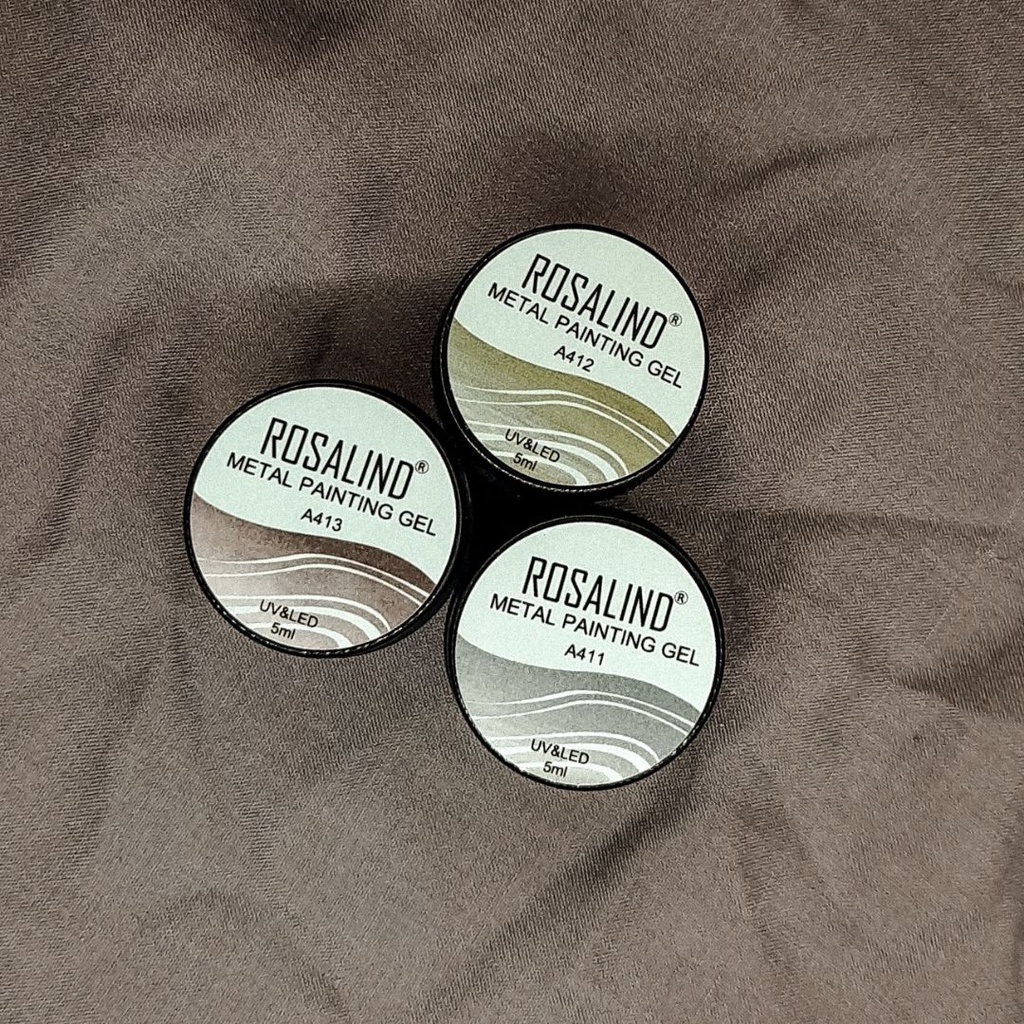 ROSALIND®
METAL PAINTING GEL
A412
UV&LED
5ml
ROSALIND®
METAL PAINTING GEL
A413
UV&LED
5ml
ROSALIND®
METAL PAINTING GEL
A411
UV&LED
5ml